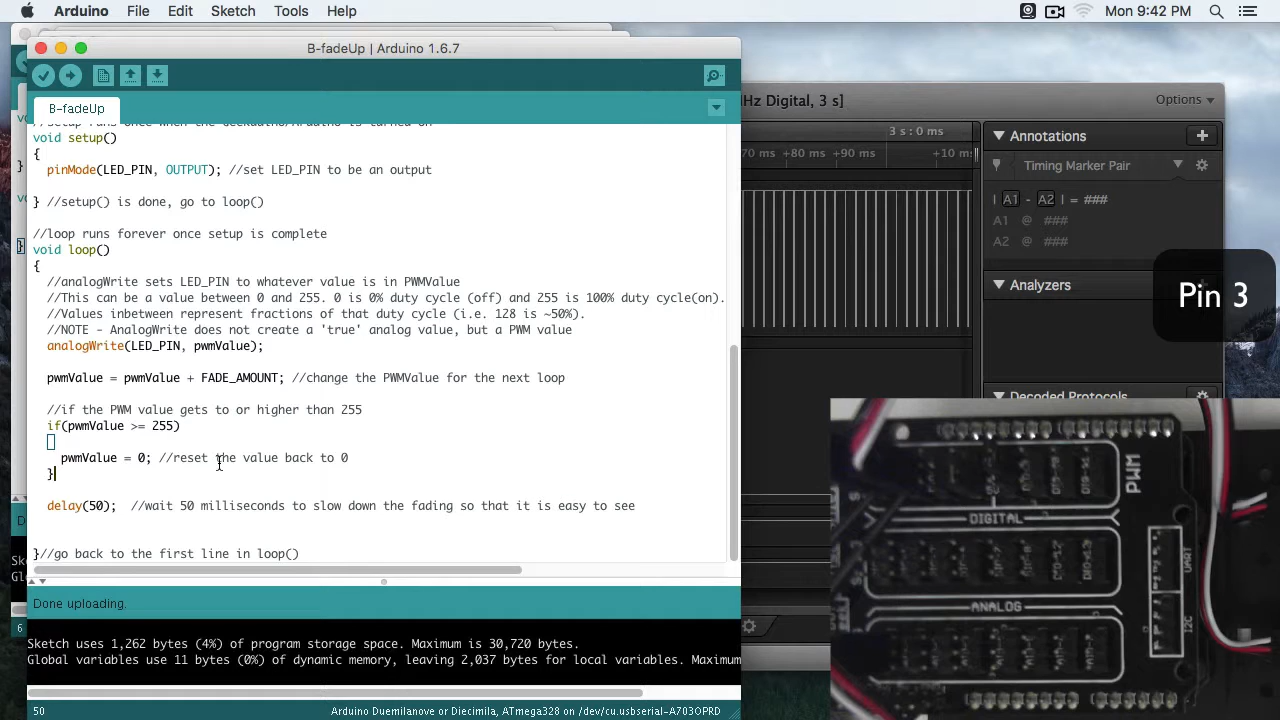 Arduino File Edit Sketch Tools Help
Mon 9:42 PM
B-fadeUp | Arduino 1.6.7
B-fadeUp
void setup()
{
pinMode(LED_PIN, OUTPUT); //set LED_PIN to be an output
} //setup() is done, go to loop()
//loop runs forever once setup is complete
void loop()
{
//analogWrite sets LED_PIN to whatever value is in PWMValue
//This can be a value between 0 and 255. 0 is 0% duty cycle (off) and 255 is 100% duty cycle(on).
//Values inbetween represent fractions of that duty cycle (i.e. 128 is ~50%).
//NOTE - AnalogWrite does not create a 'true' analog value, but a PWM value
analogWrite(LED_PIN, pwmValue);
pwmValue = pwmValue + FADE_AMOUNT; //change the PWMValue for the next loop
//if the PWM value gets to or higher than 255
if(pwmValue >= 255)
pwmValue = 0; //reset the value back to 0
}
delay(50); //wait 50 milliseconds to slow down the fading so that it is easy to see
}//go back to the first line in loop()
Done uploading.
Sketch uses 1,262 bytes (4%) of program storage space. Maximum is 30,720 bytes.
Global variables use 11 bytes (0%) of dynamic memory, leaving 2,037 bytes for local variables. Maximum
50
Arduino Duemilanove or Diecimila, ATmega328 on /dev/cu.usbserial-A703OPRD
Hz Digital, 3 s]
Options
3 s : 0 ms
70 ms +80 ms +90 ms +10 ms
Annotations
Timing Marker Pair
| A1 - A2 | = ###
A1 @ ###
A2 @ ###
Analyzers
Decoded Protocols
Pin 3
PWM
DIGITAL
ANALOG
UART
I2C